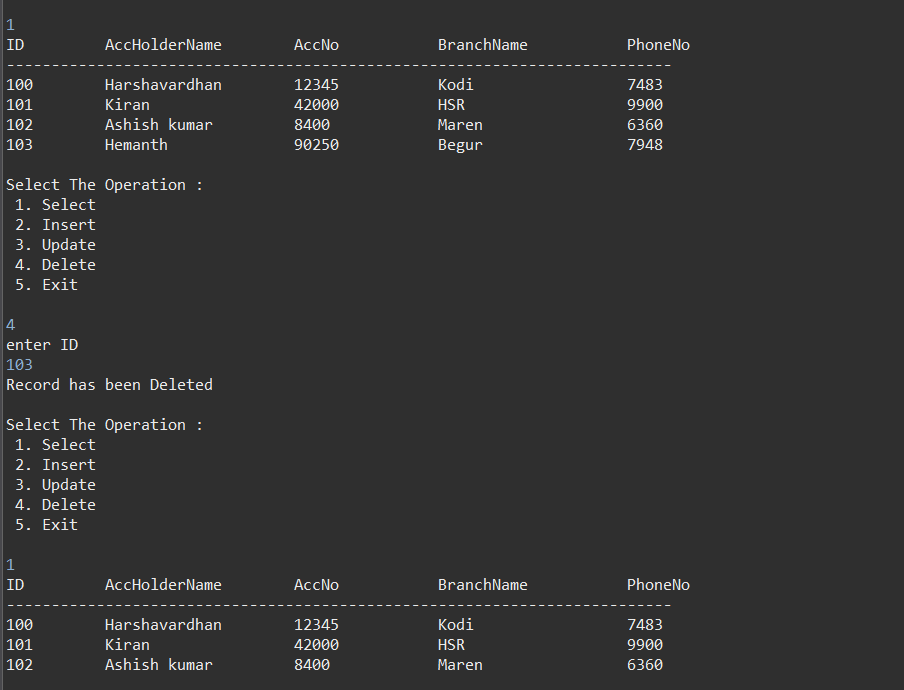 1
ID         AccHolderName        AccNo           BranchName           PhoneNo
--------------------------------------------------------------------------
100        Harshavardhan        12345           Kodi                 7483
101        Kiran                42000           HSR                  9900
102        Ashish kumar         8400            Maren                6360
103        Hemanth              90250           Begur                7948
Select The Operation :
 1. Select
 2. Insert
 3. Update
 4. Delete
 5. Exit
4
enter ID
103
Record has been Deleted
Select The Operation :
 1. Select
 2. Insert
 3. Update
 4. Delete
 5. Exit
1
ID         AccHolderName        AccNo           BranchName           PhoneNo
--------------------------------------------------------------------------
100        Harshavardhan        12345           Kodi                 7483
101        Kiran                42000           HSR                  9900
102        Ashish kumar         8400            Maren                6360